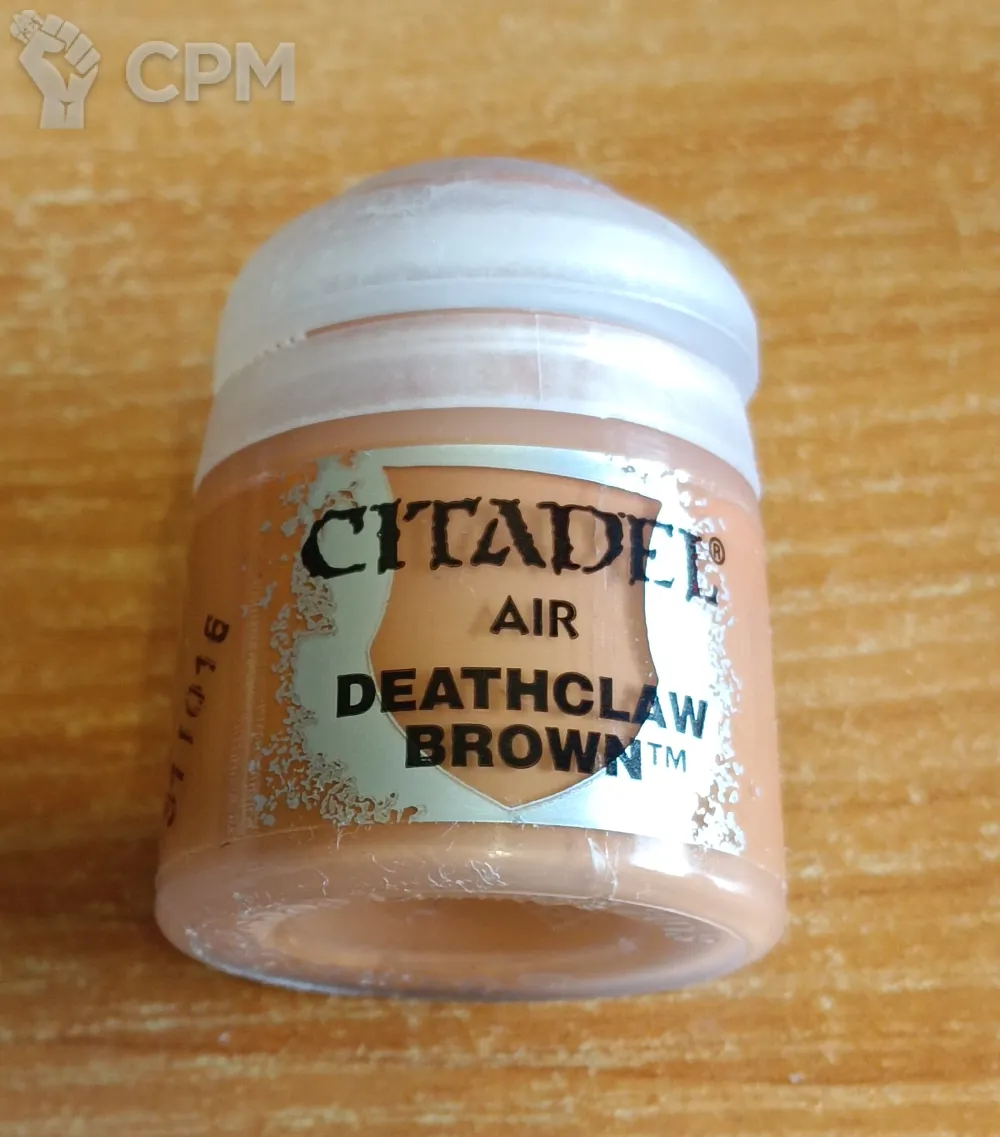 CPM
CITADEL®
AIR
DEATHCLAW
BROWN™